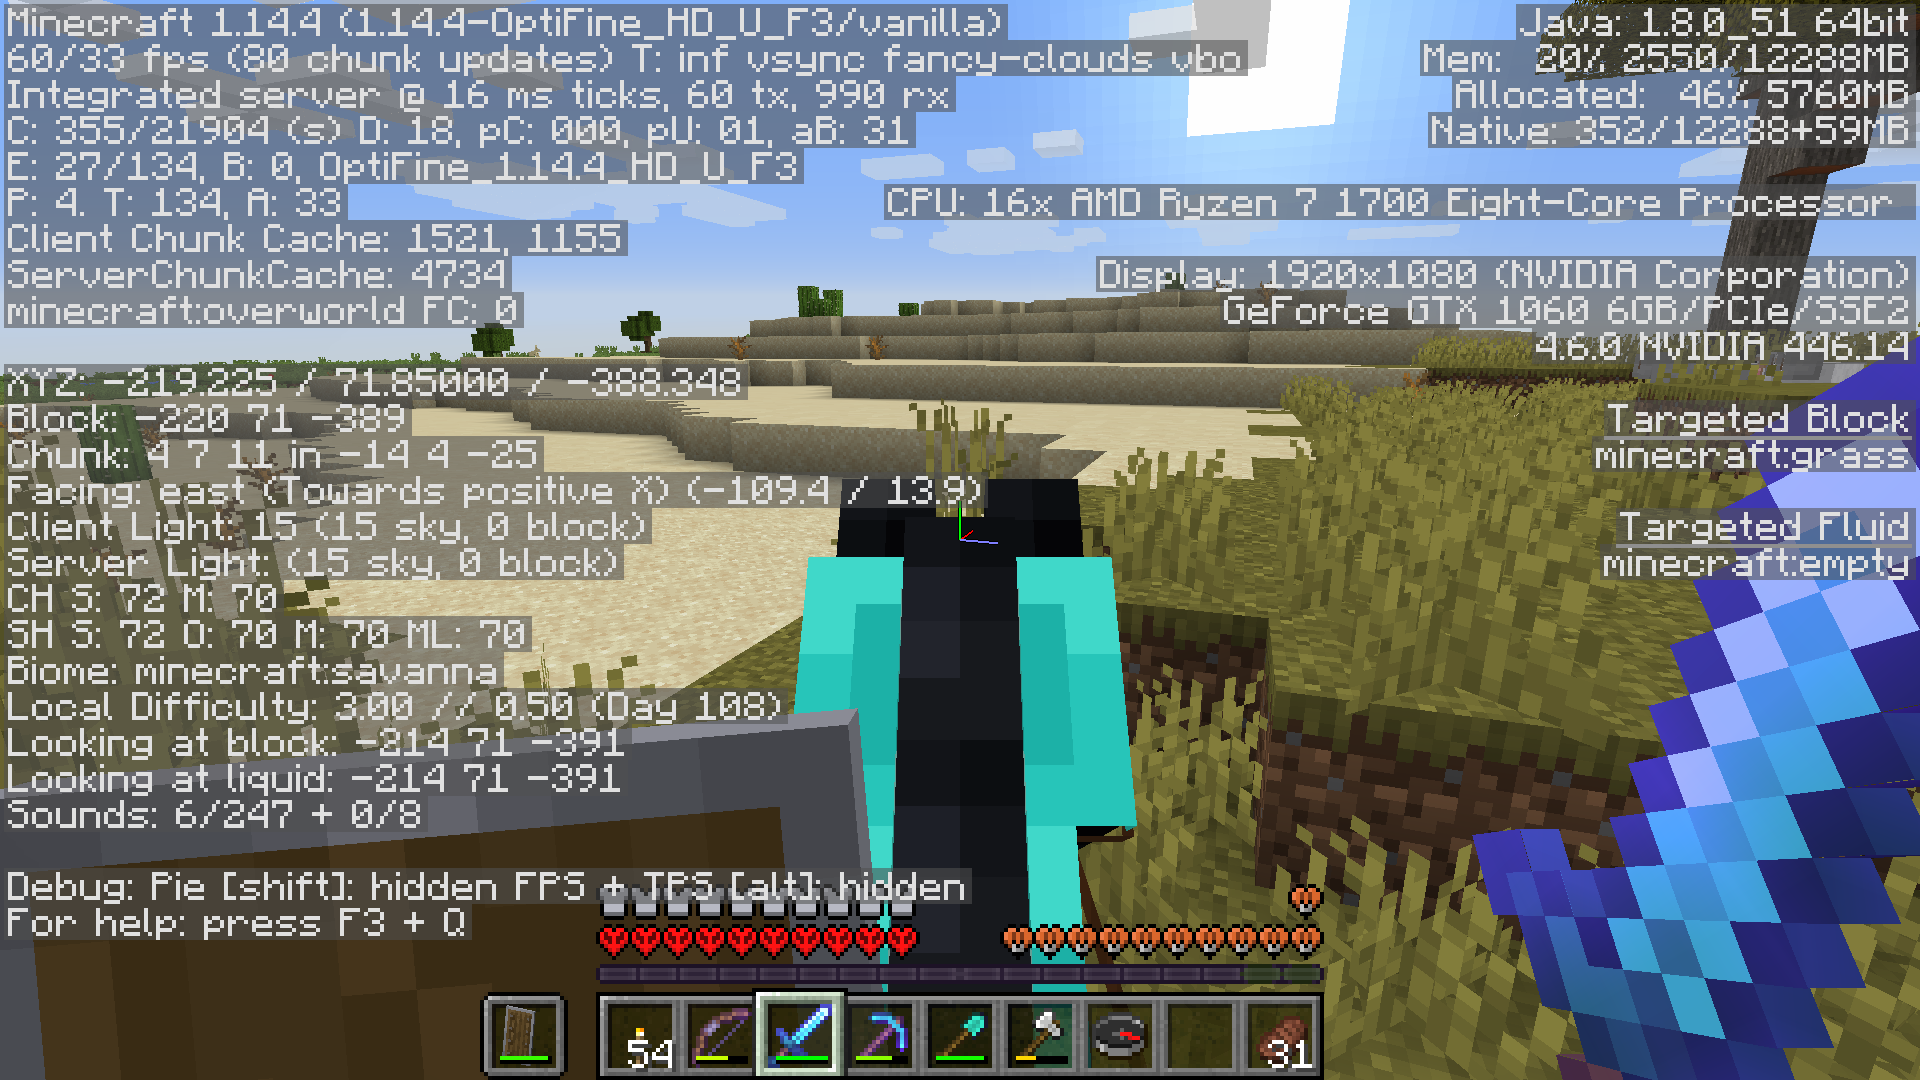 Minecraft 1.14.4 (1.14.4-OptiFine_HD_U_F3/vanilla)
60/33 fps (80 chunk updates) T: inf vsync fancy-clouds vbo
Integrated server @ 16 ms ticks, 60 tx, 990 rx
C: 355/21904 (s) D: 18, pC: 000, pU: 01, aB: 31
E: 27/134, B: 0, OptiFine_1.14.4_HD_U_F3
P: 4. T: 134, A: 33
Client Chunk Cache: 1521, 1155
ServerChunkCache: 4734
minecraft:overworld FC: 0
XYZ: -219.225 / 71.85000 / -388.348
Block: -220 71 -389
Chunk: 4 7 11 in -14 4 -25
Facing: east (Towards positive X) (-109.4 / 13.9)
Client Light: 15 (15 sky, 0 block)
Server Light: (15 sky, 0 block)
CH S: 72 M: 70
SH S: 72 O: 70 M: 70 ML: 70
Biome: minecraft:savanna
Local Difficulty: 3.00 // 0.50 (Day 108)
Looking at block: -214 71 -391
Looking at liquid: -214 71 -391
Sounds: 6/247 + 0/8
Debug: Pie [shift]: hidden FPS + TPS [alt]: hidden
For help: press F3 + Q
Java: 1.8.0_51 64bit
Mem: 20% 2550/12288MB
Allocated: 46% 5760MB
Native: 352/12288+59MB
CPU: 16x AMD Ryzen 7 1700 Eight-Core Processor
Display: 1920x1080 (NVIDIA Corporation)
GeForce GTX 1060 6GB/PCIe/SSE2
4.6.0 NVIDIA 446.14
Targeted Block
minecraft:grass
Targeted Fluid
minecraft:empty
54
31